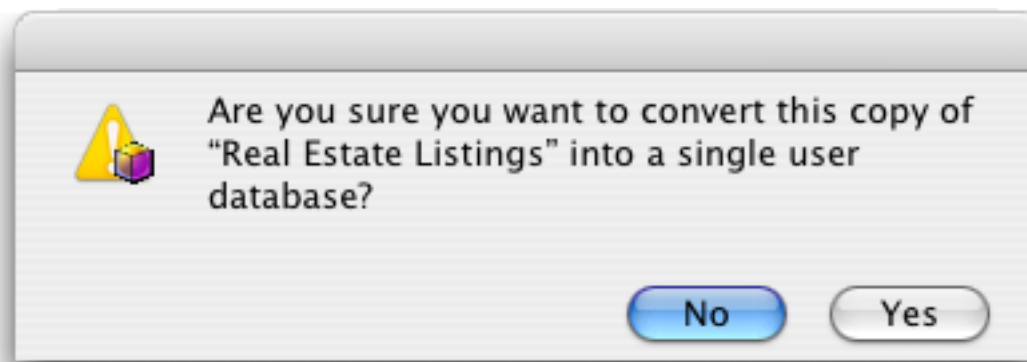 Are you sure you want to convert this copy of
“Real Estate Listings” into a single user
database?
No Yes